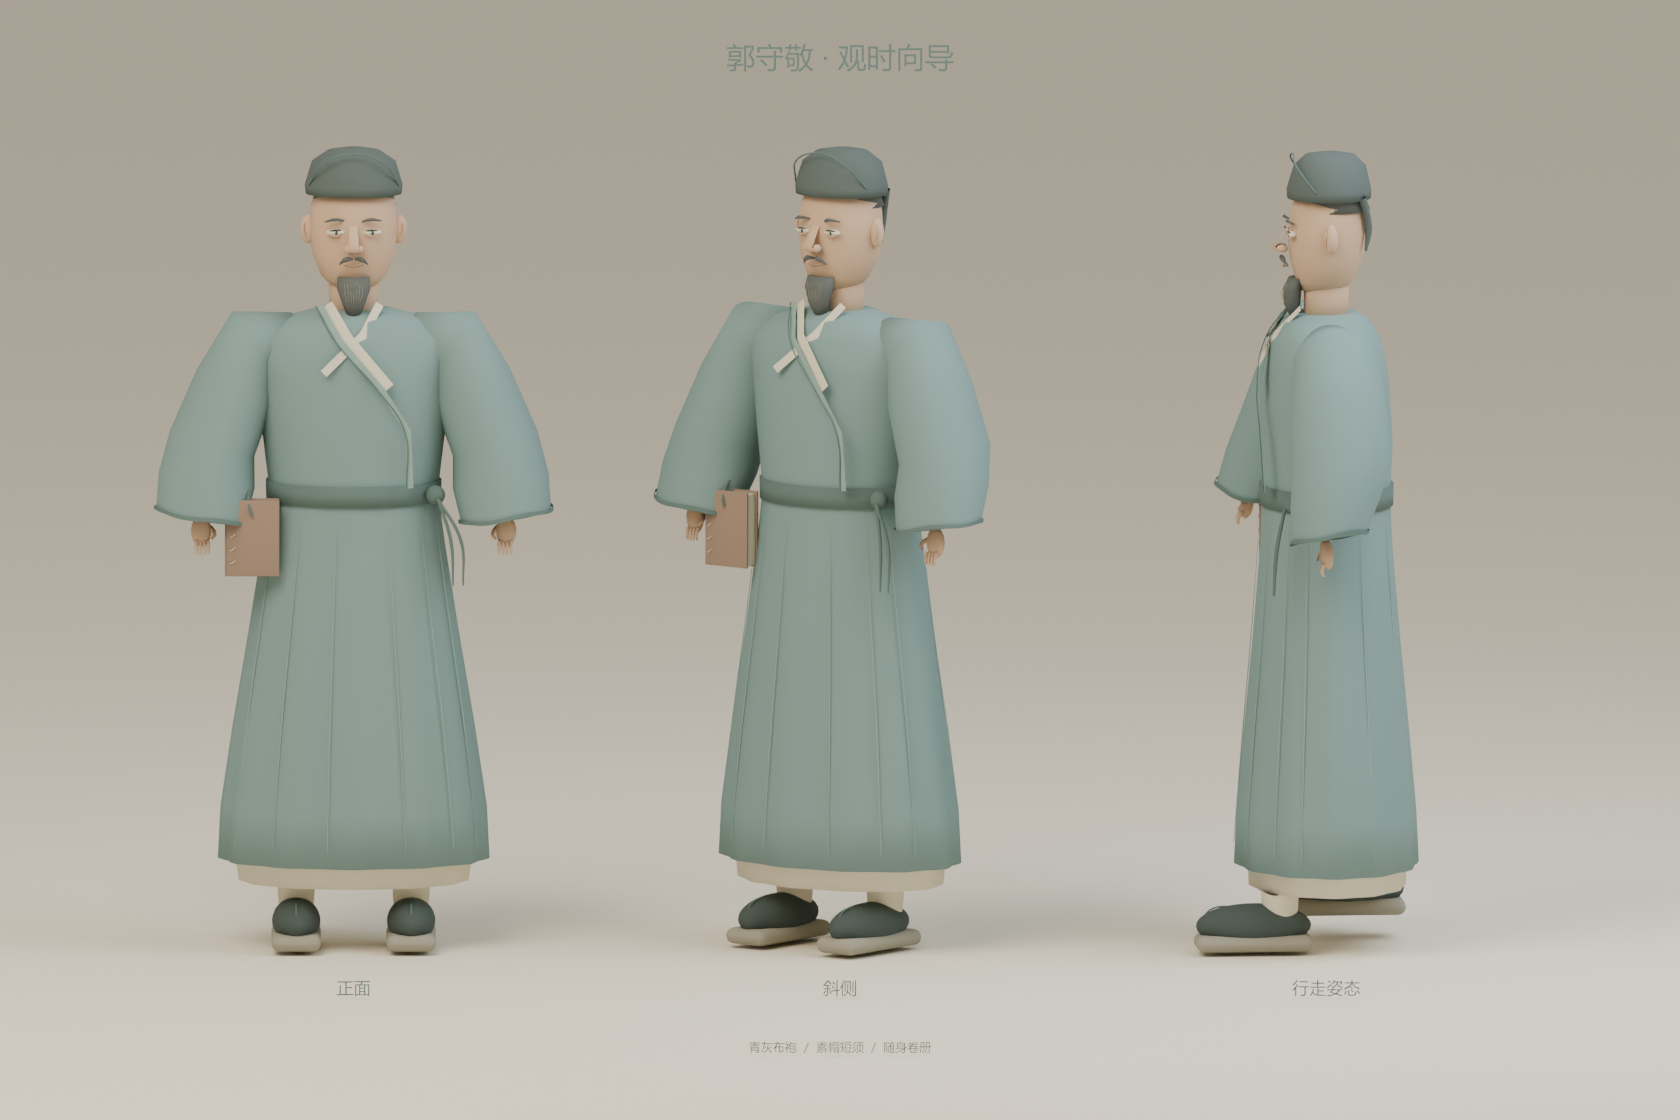 郭守敬 · 观时向导
正面
斜侧
行走姿态
青灰布袍 / 素帽短须 / 随身卷册